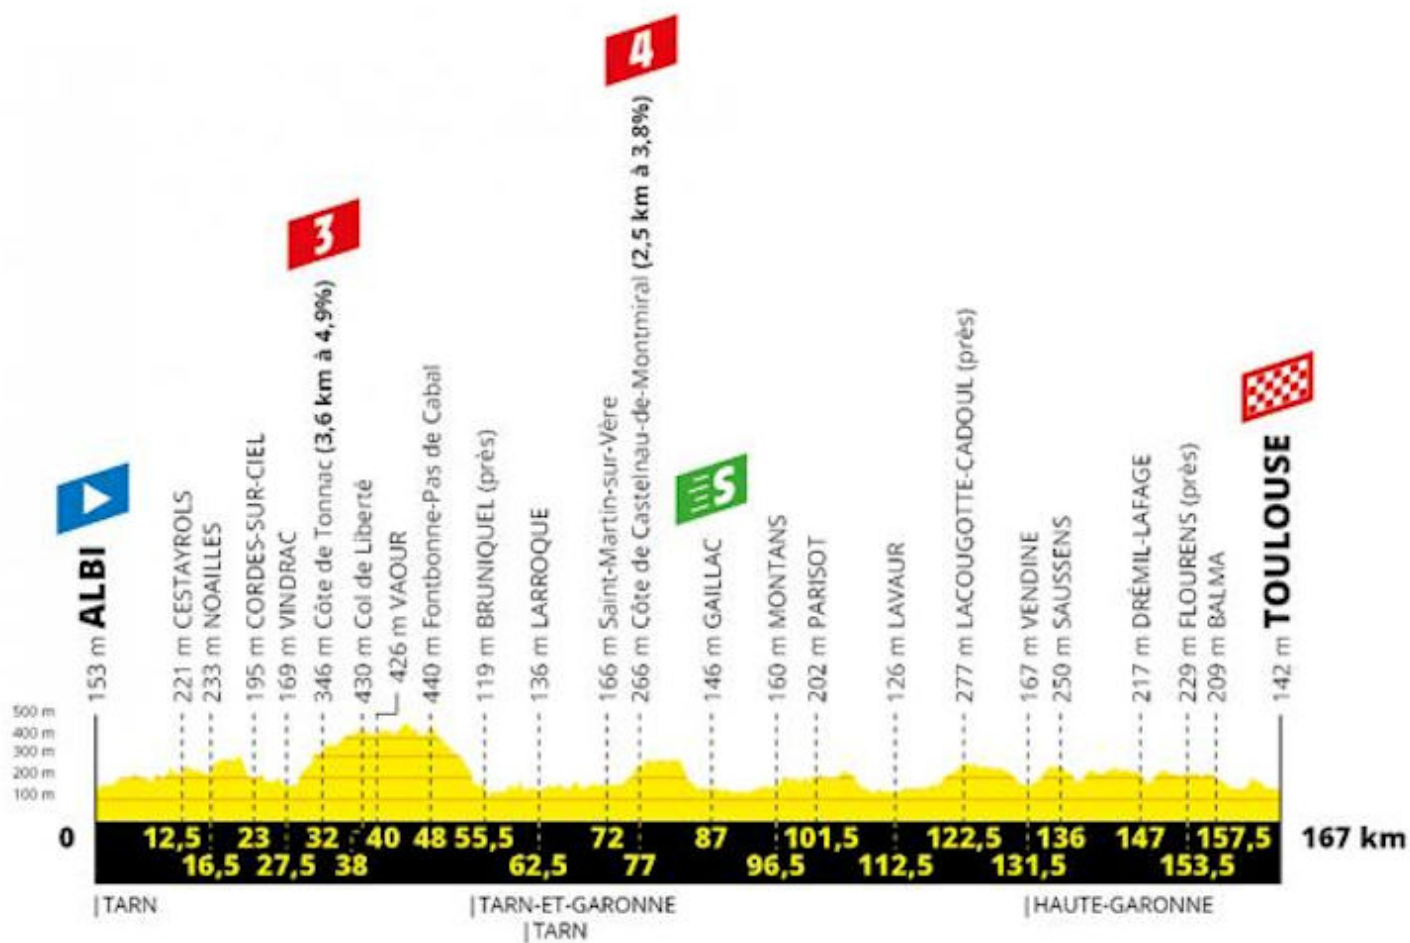 4
3
S
153 m ALBI
221 m CESTAYROLS
233 m NOAILLES
195 m CORDES-SUR-CIEL
169 m VINDRAC
346 m Côte de Tonnac (3,6 km à 4,9%)
430 m Col de Liberté
426 m VAOUR
440 m Fontbonne-Pas de Cabal
119 m BRUNIQUEL (près)
136 m LARROQUE
166 m Saint-Martin-sur-Vère
266 m Côte de Castelnau-de-Montmiral (2,5 km à 3,8%)
146 m GAILLAC
160 m MONTANS
202 m PARISOT
126 m LAVAUR
277 m LACOUGOTTE-CADOUL (près)
167 m VENDINE
250 m SAUSSENS
217 m DRÉMIL-LAFAGE
229 m FLOURENS (près)
209 m BALMA
142 m TOULOUSE
500 m
400 m
300 m
200 m
100 m
0 12,5 23 32 40 48 55,5 72 87 101,5 122,5 136 147 157,5 167 km
16,5 27,5 38 62,5 77 96,5 112,5 131,5 153,5
|TARN |TARN-ET-GARONNE |HAUTE-GARONNE
|TARN